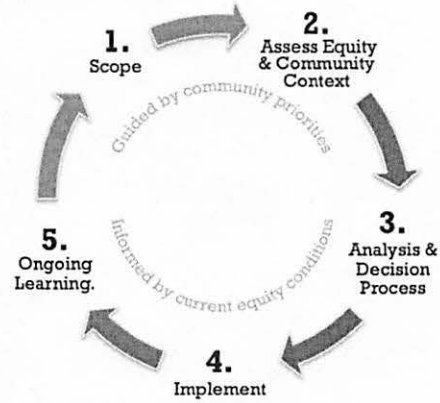 1.
Scope
2.
Assess Equity
& Community
Context
3.
Analysis &
Decision
Process
4.
Implement
5.
Ongoing
Learning.
Guided by community priorities
Informed by current equity conditions